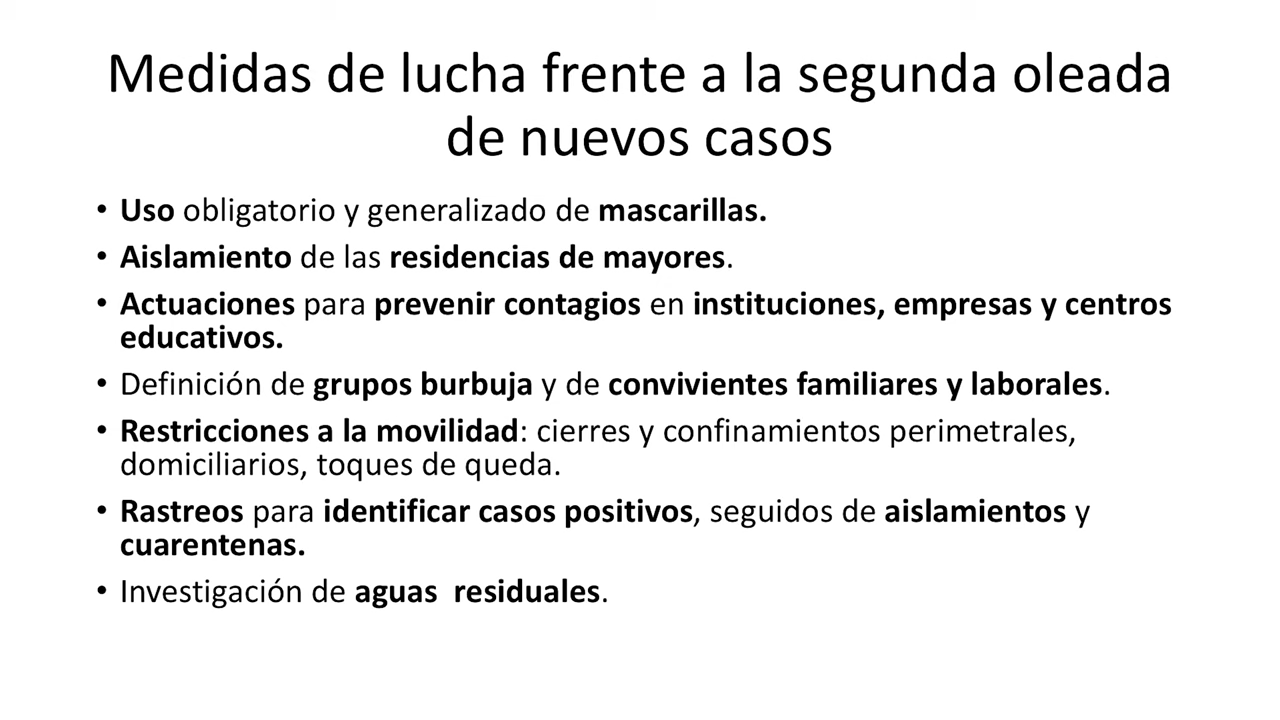 Medidas de lucha frente a la segunda oleada
de nuevos casos
• Uso obligatorio y generalizado de mascarillas.
• Aislamiento de las residencias de mayores.
• Actuaciones para prevenir contagios en instituciones, empresas y centros
educativos.
• Definición de grupos burbuja y de convivientes familiares y laborales.
• Restricciones a la movilidad: cierres y confinamientos perimetrales,
domiciliarios, toques de queda.
• Rastreos para identificar casos positivos, seguidos de aislamientos y
cuarentenas.
• Investigación de aguas  residuales.